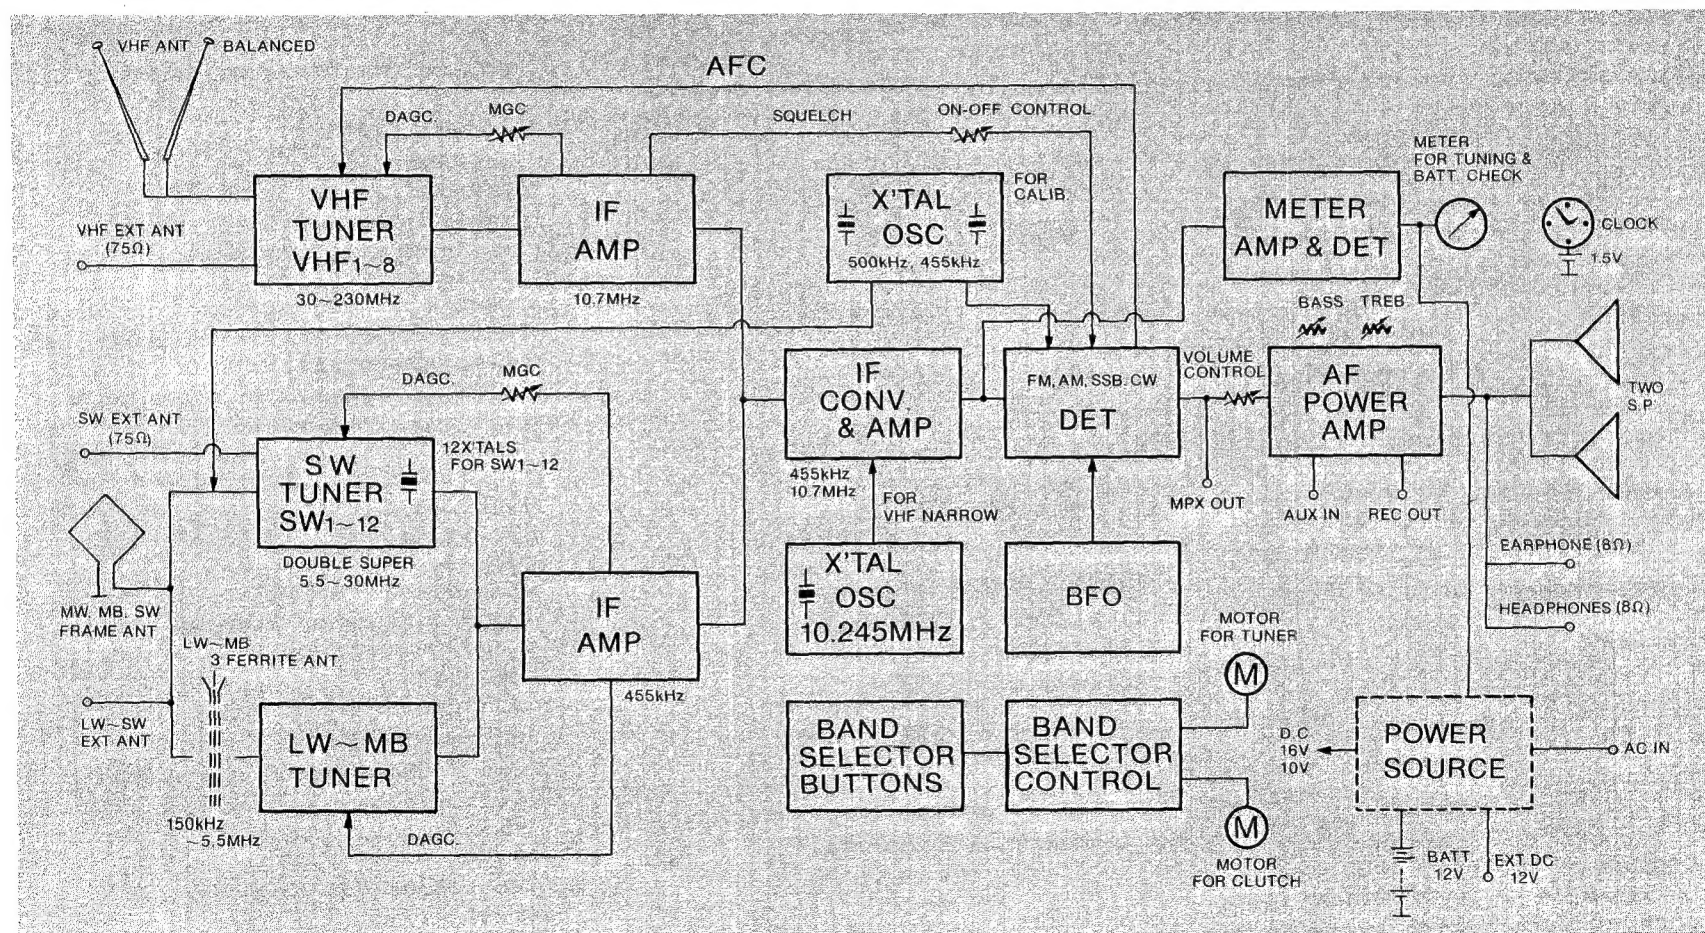 VHF ANT
BALANCED
AFC
DAGC.
MGC
SQUELCH
ON-OFF CONTROL
VHF
TUNER
VHF1~8
30~230MHz
VHF EXT ANT
(75Ω)
IF
AMP
10.7MHz
X'TAL
OSC
500kHz, 455kHz
FOR
CALIB.
METER
AMP & DET
METER
FOR TUNING &
BATT. CHECK
CLOCK
1.5V
BASS
TREB
DAGC.
MGC
SW EXT ANT
(75Ω)
SW
TUNER
SW1~12
12X'TALS
FOR SW1~12
DOUBLE SUPER
5.5~30MHz
IF
CONV.
& AMP
455kHz
10.7MHz
FOR
VHF NARROW
FM, AM, SSB. CW
DET
VOLUME
CONTROL
MPX OUT
AF
POWER
AMP
AUX IN
REC OUT
TWO
S.P.
EARPHONE (8Ω)
HEADPHONES (8Ω)
MW. MB. SW
FRAME ANT
LW~MB
3 FERRITE ANT.
LW~SW
EXT ANT
150kHz
~5.5MHz
LW~MB
TUNER
DAGC.
IF
AMP
455kHz
X'TAL
OSC
10.245MHz
BFO
BAND
SELECTOR
BUTTONS
BAND
SELECTOR
CONTROL
MOTOR
FOR TUNER
M
M
MOTOR
FOR CLUTCH
D.C
16V
10V
POWER
SOURCE
AC IN
BATT.
12V
EXT DC
12V